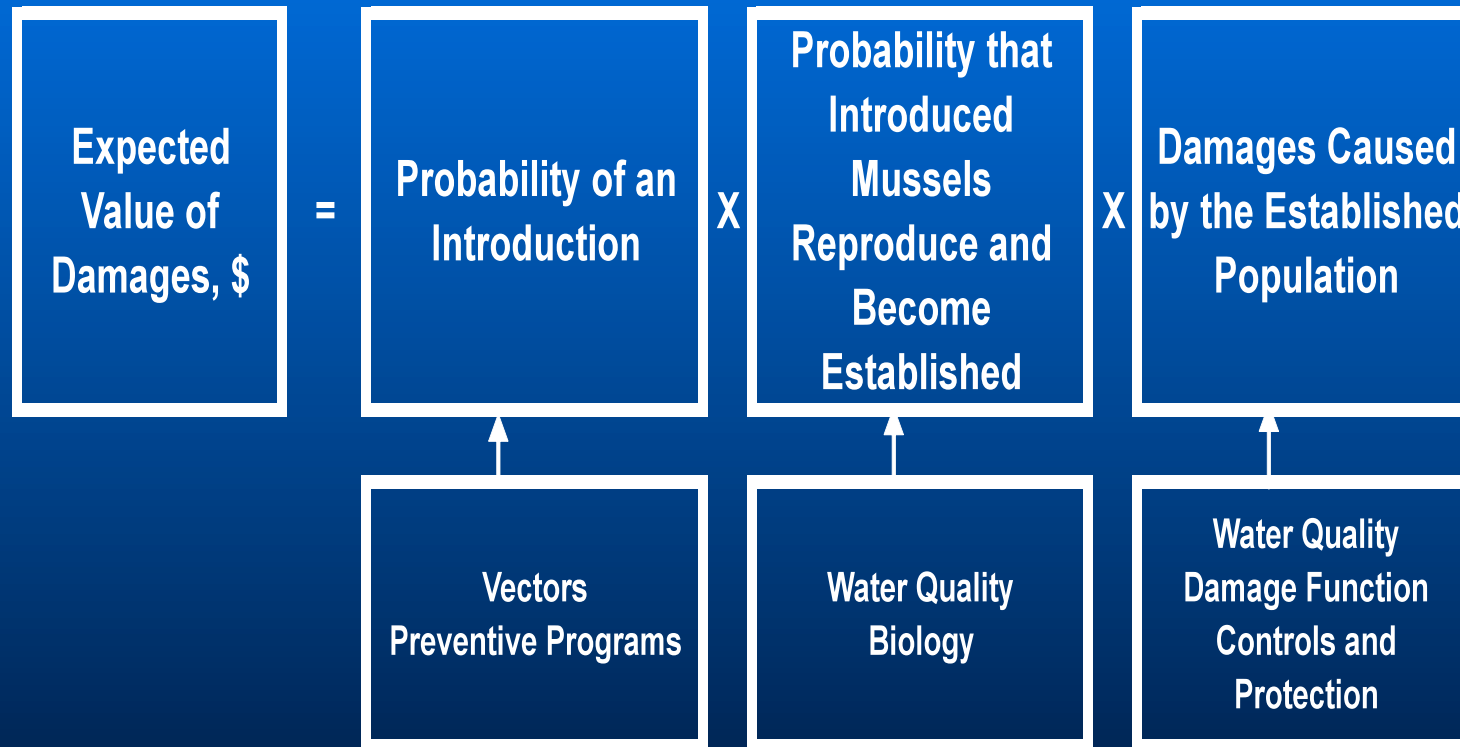 Expected
Value of
Damages, $
=
Probability of an
Introduction
X
Probability that
Introduced
Mussels
Reproduce and
Become
Established
X
Damages Caused
by the Established
Population
Vectors
Preventive Programs
Water Quality
Biology
Water Quality
Damage Function
Controls and
Protection